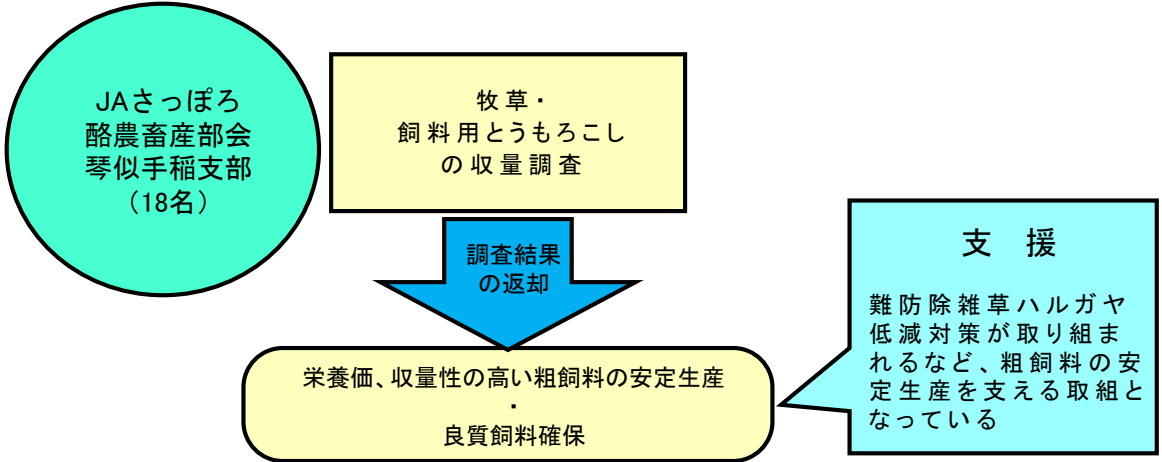 JAさっぽろ
酪農畜産部会
琴似手稲支部
（18名）
牧草・
飼料用とうもろこし
の収量調査
調査結果
の返却
栄養価、収量性の高い粗飼料の安定生産
・
良質飼料確保
支　援
難防除雑草ハルガヤ
低減対策が取り組ま
れるなど、粗飼料の安
定生産を支える取組と
なっている